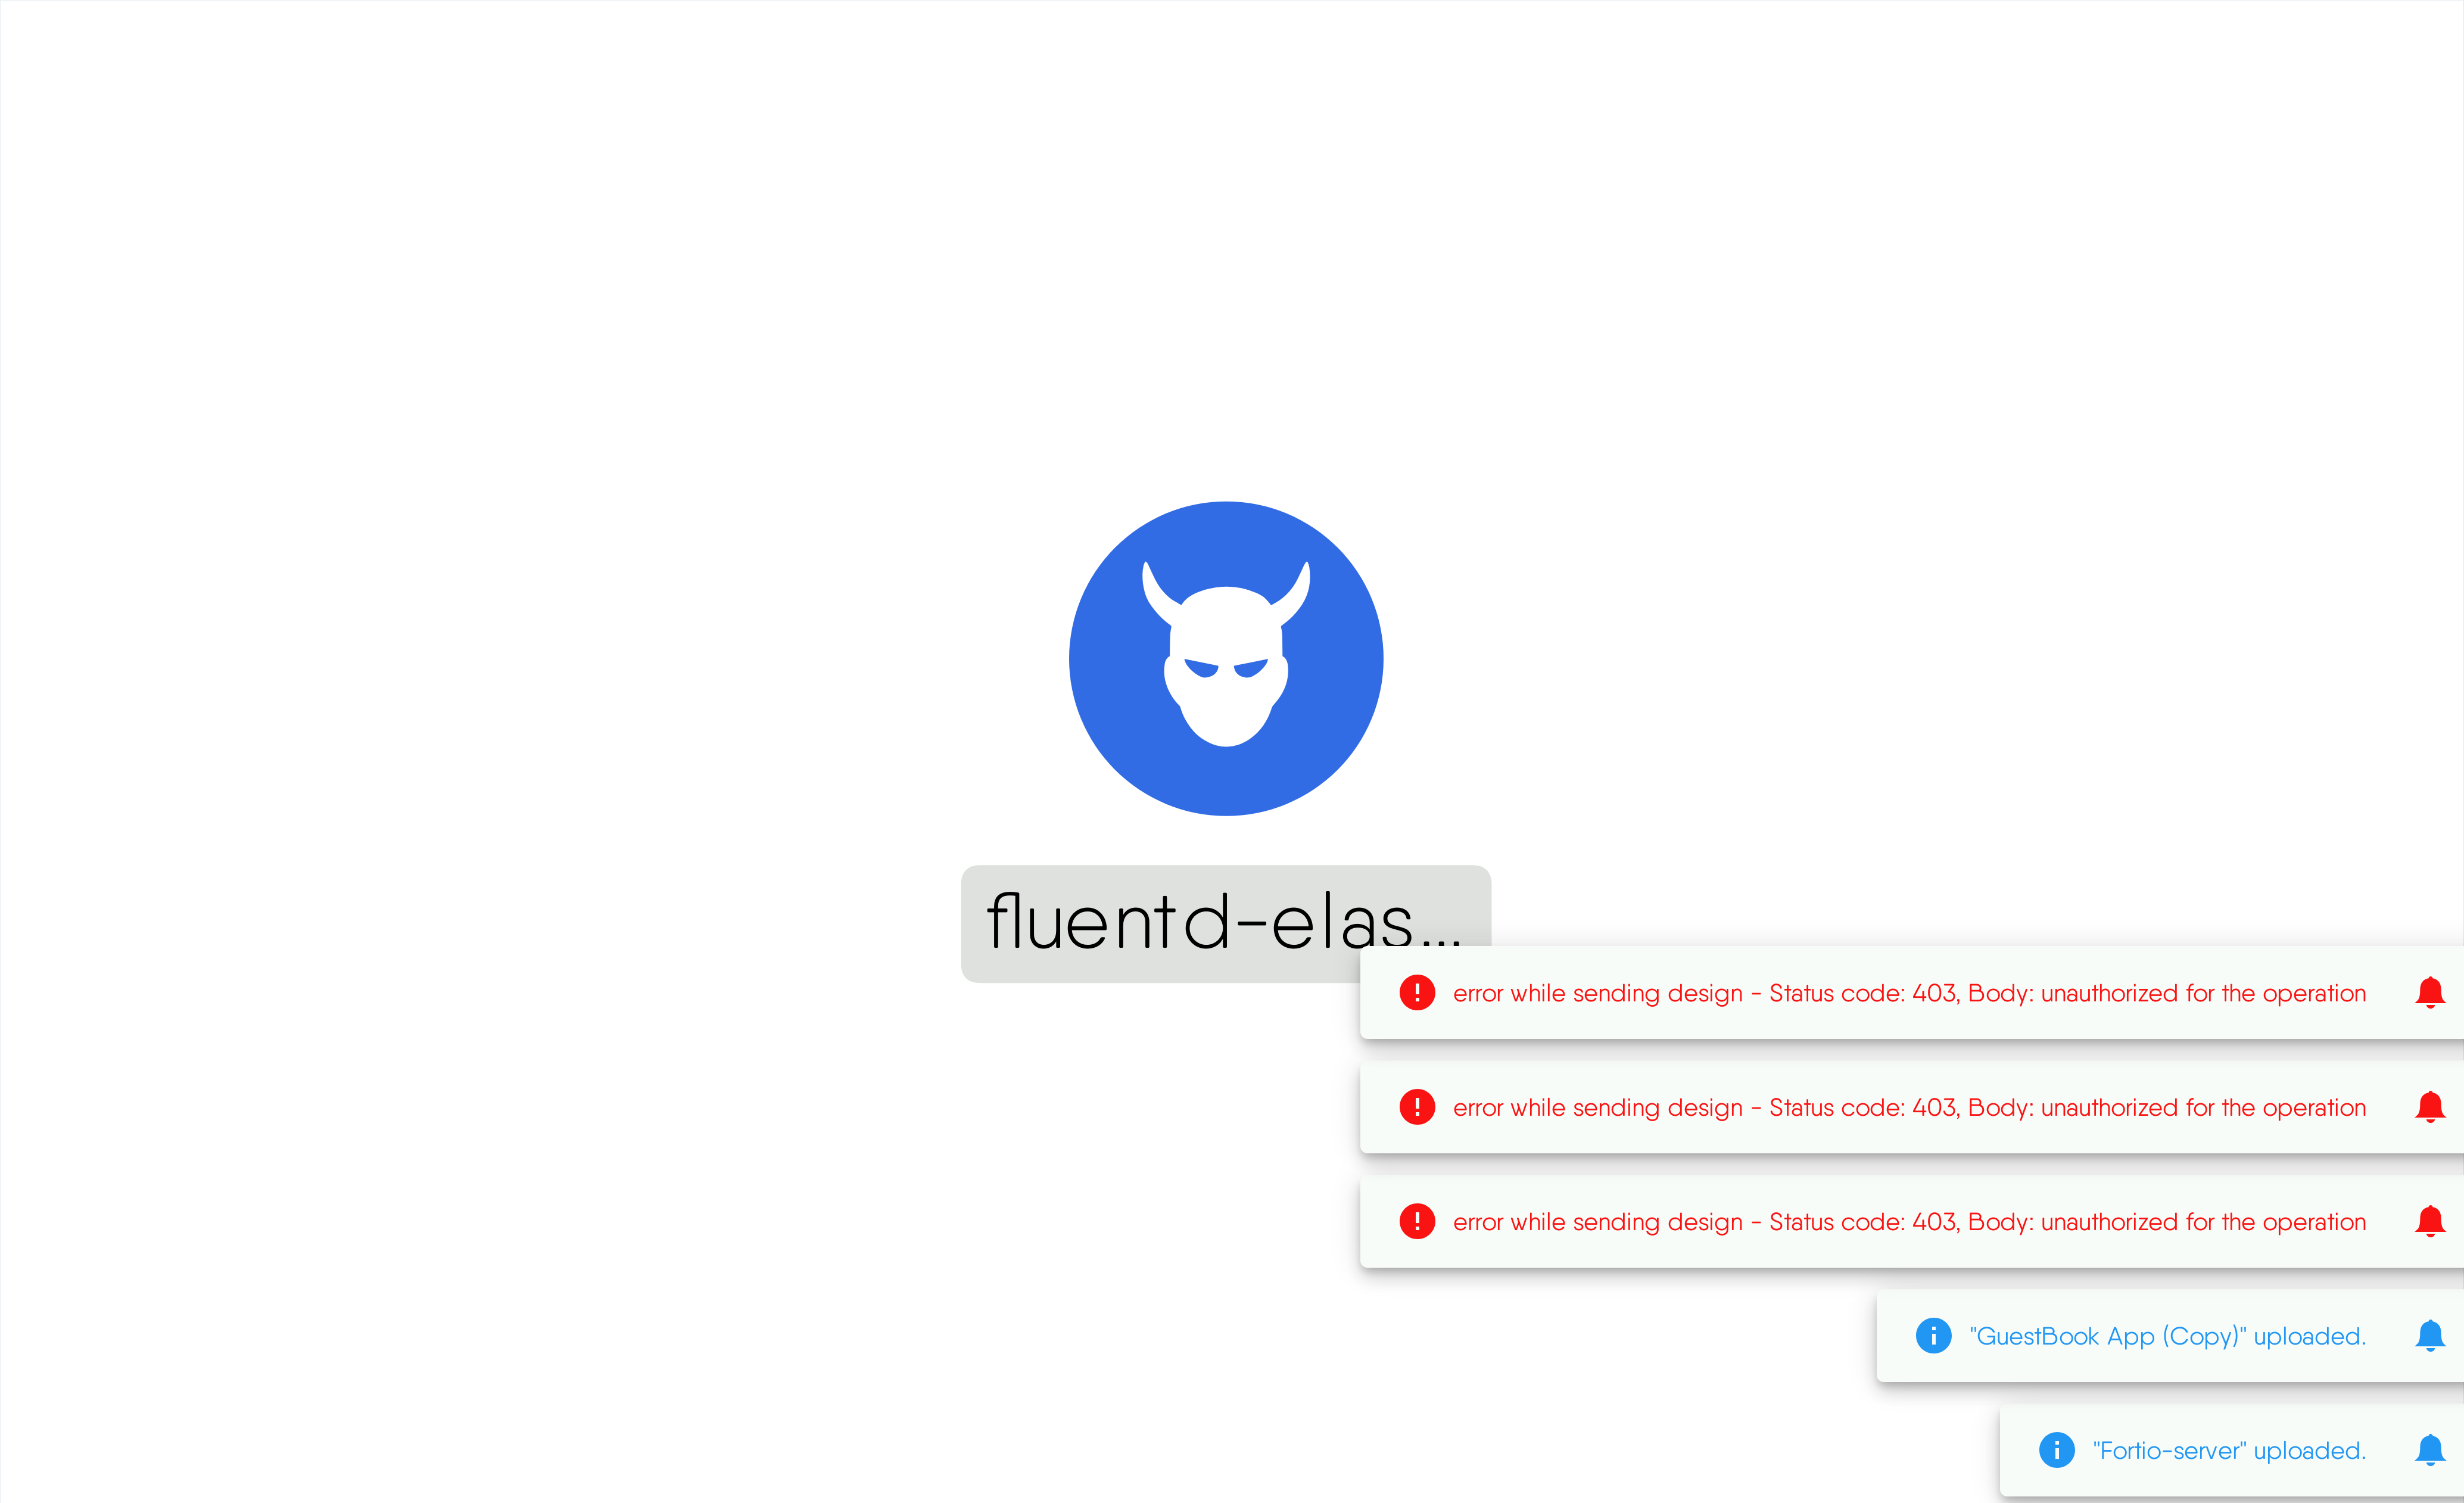 fluentd-elas...
error while sending design - Status code: 403, Body: unauthorized for the operation
error while sending design - Status code: 403, Body: unauthorized for the operation
error while sending design - Status code: 403, Body: unauthorized for the operation
"GuestBook App (Copy)" uploaded.
"Fortio-server" uploaded.